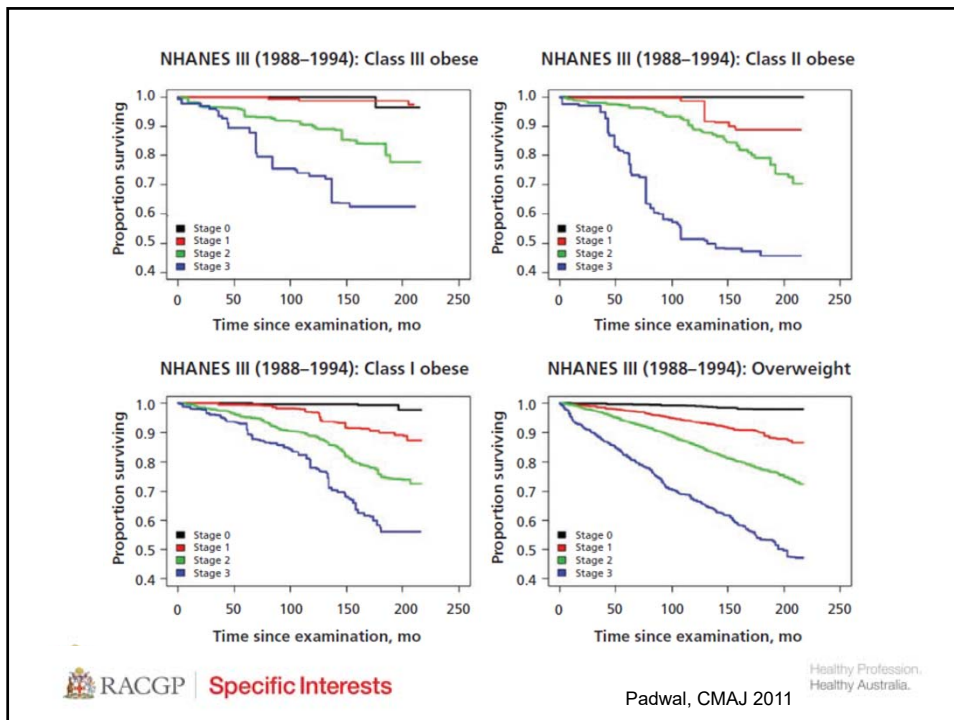 NHANES III (1988–1994): Class III obese
Proportion surviving
1.0
0.9
0.8
0.7
0.6
0.5
0.4
Stage 0
Stage 1
Stage 2
Stage 3
0 50 100 150 200 250
Time since examination, mo
NHANES III (1988–1994): Class II obese
Proportion surviving
1.0
0.9
0.8
0.7
0.6
0.5
0.4
Stage 0
Stage 1
Stage 2
Stage 3
0 50 100 150 200 250
Time since examination, mo
NHANES III (1988–1994): Class I obese
Proportion surviving
1.0
0.9
0.8
0.7
0.6
0.5
0.4
Stage 0
Stage 1
Stage 2
Stage 3
0 50 100 150 200 250
Time since examination, mo
NHANES III (1988–1994): Overweight
Proportion surviving
1.0
0.9
0.8
0.7
0.6
0.5
0.4
Stage 0
Stage 1
Stage 2
Stage 3
0 50 100 150 200 250
Time since examination, mo
RACGP Specific Interests
Padwal, CMAJ 2011
Healthy Profession.
Healthy Australia.